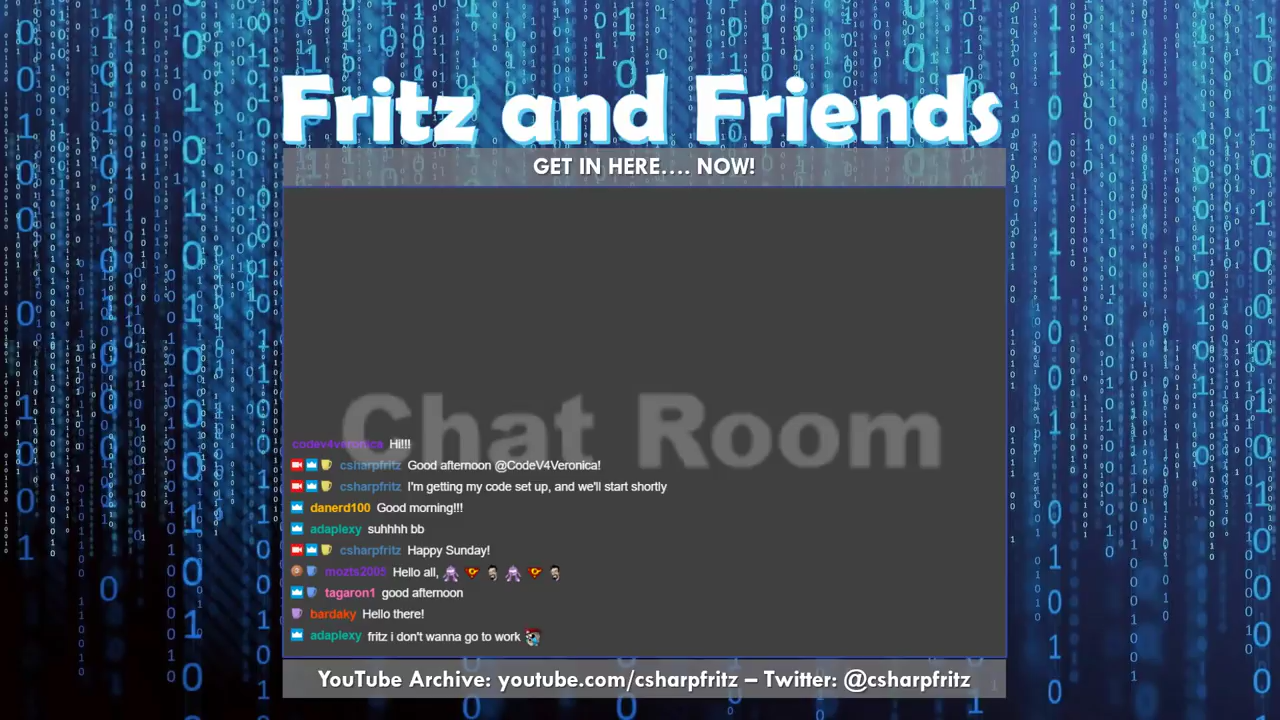 Fritz and Friends
GET IN HERE.... NOW!
Chat Room
codev4veronica Hi!!!
csharpfritz Good afternoon @CodeV4Veronica!
csharpfritz I'm getting my code set up, and we'll start shortly
danerd100 Good morning!!!
adaplexy suhhhh bb
csharpfritz Happy Sunday!
mozts2005 Hello all,
tagaron1 good afternoon
bardaky Hello there!
adaplexy fritz i don't wanna go to work
YouTube Archive: youtube.com/csharpfritz – Twitter: @csharpfritz